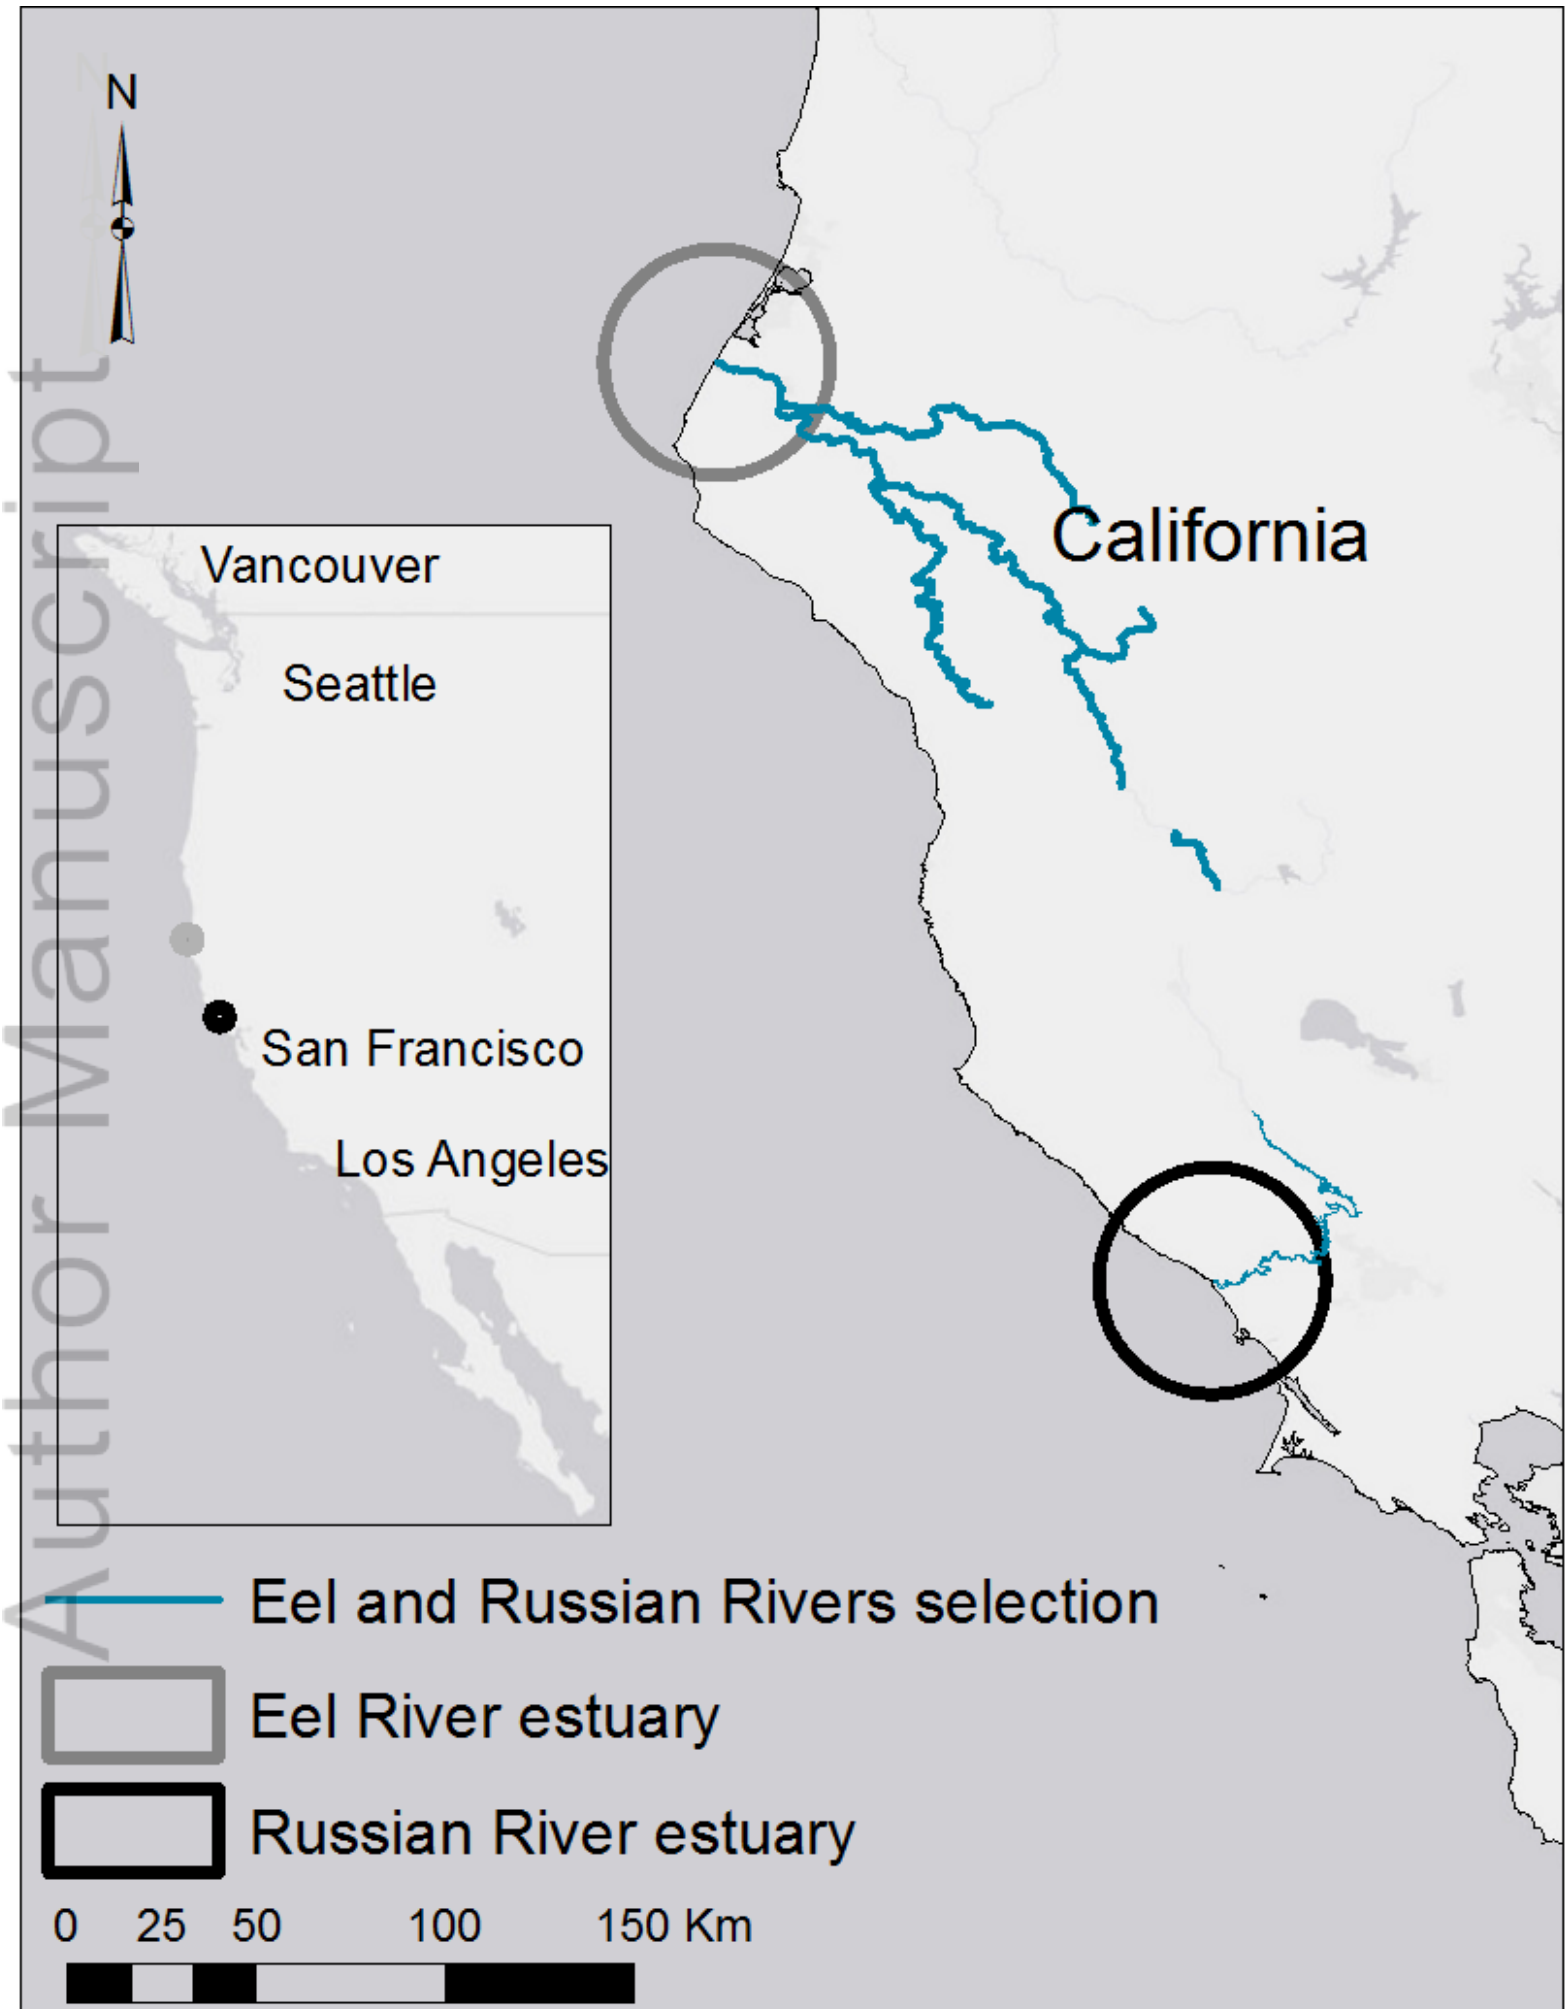 N
California
Vancouver
Seattle
San Francisco
Los Angeles
Eel and Russian Rivers selection
Eel River estuary
Russian River estuary
0 25 50 100 150 Km
Author Manuscript